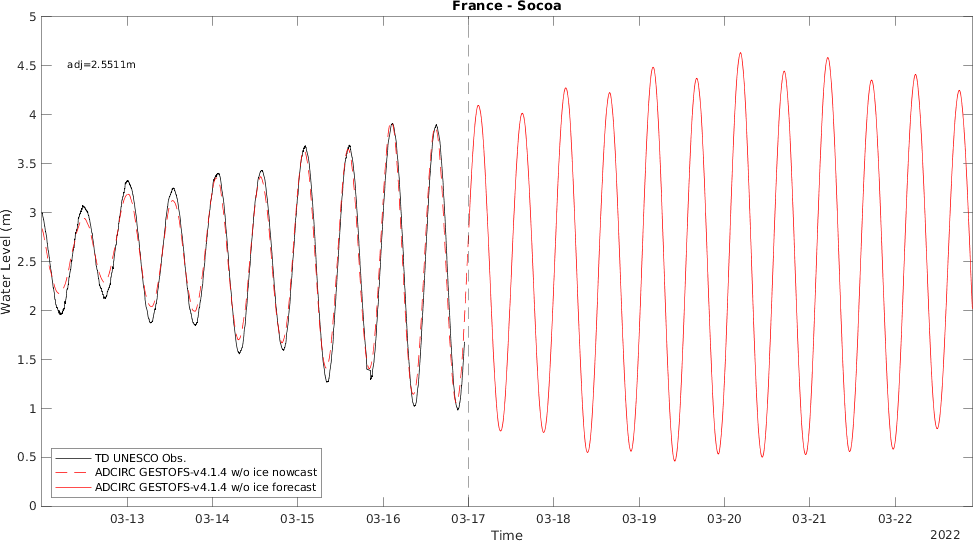 France - Socoa
5
4.5
4
3.5
3
2.5
2
1.5
1
0.5
0
Water Level (m)
adj=2.5511m
TD UNESCO Obs.
ADCIRC GESTOFS-v4.1.4 w/o ice nowcast
ADCIRC GESTOFS-v4.1.4 w/o ice forecast
03-13 03-14 03-15 03-16 03-17 03-18 03-19 03-20 03-21 03-22
Time
2022